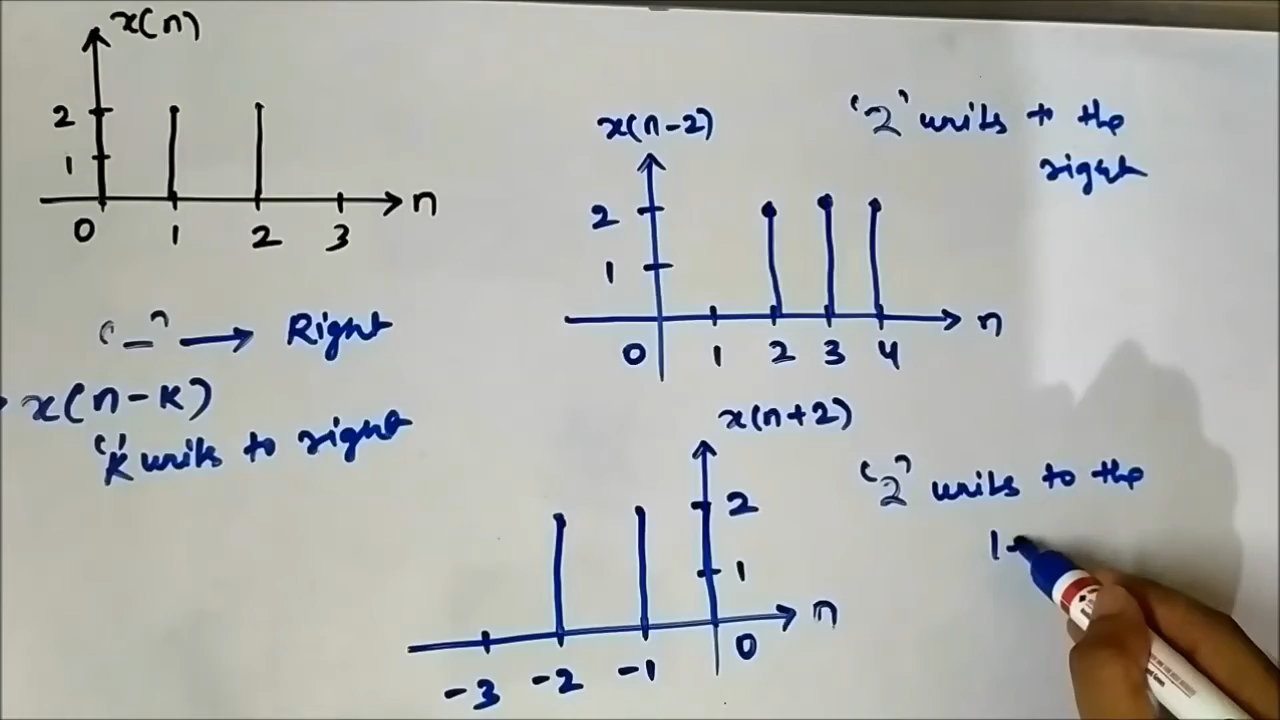 x(n)
2
1
0 1 2 3 n
x(n-2)
2
1
0 1 2 3 4 n
'2' units to the
right
'-' → Right
x(n-k)
'k' units to right
x(n+2)
2
1
-3 -2 -1 0 n
'2' units to the